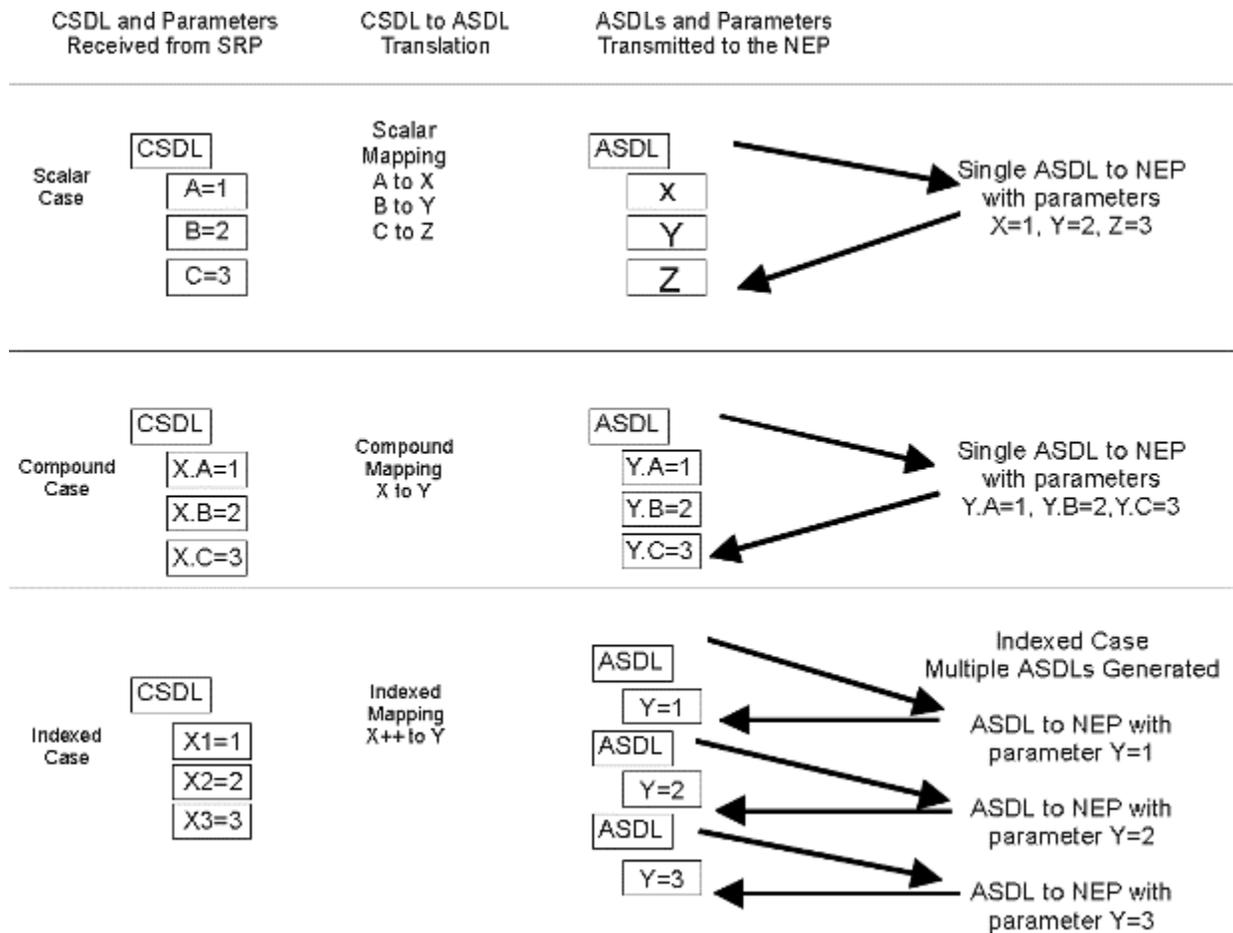 CSDL and Parameters
Received from SRP
CSDL to ASDL
Translation
ASDLs and Parameters
Transmitted to the NEP
Scalar
Case
CSDL
A=1
B=2
C=3
Scalar
Mapping
A to X
B to Y
C to Z
ASDL
X
Y
Z
Single ASDL to NEP
with parameters
X=1, Y=2, Z=3
Compound
Case
CSDL
X.A=1
X.B=2
X.C=3
Compound
Mapping
X to Y
ASDL
Y.A=1
Y.B=2
Y.C=3
Single ASDL to NEP
with parameters
Y.A=1, Y.B=2,Y.C=3
Indexed
Case
CSDL
X1=1
X2=2
X3=3
Indexed
Mapping
X++ to Y
ASDL
Y=1
ASDL
Y=2
ASDL
Y=3
Indexed Case
Multiple ASDLs Generated
ASDL to NEP with
parameter Y=1
ASDL to NEP with
parameter Y=2
ASDL to NEP with
parameter Y=3